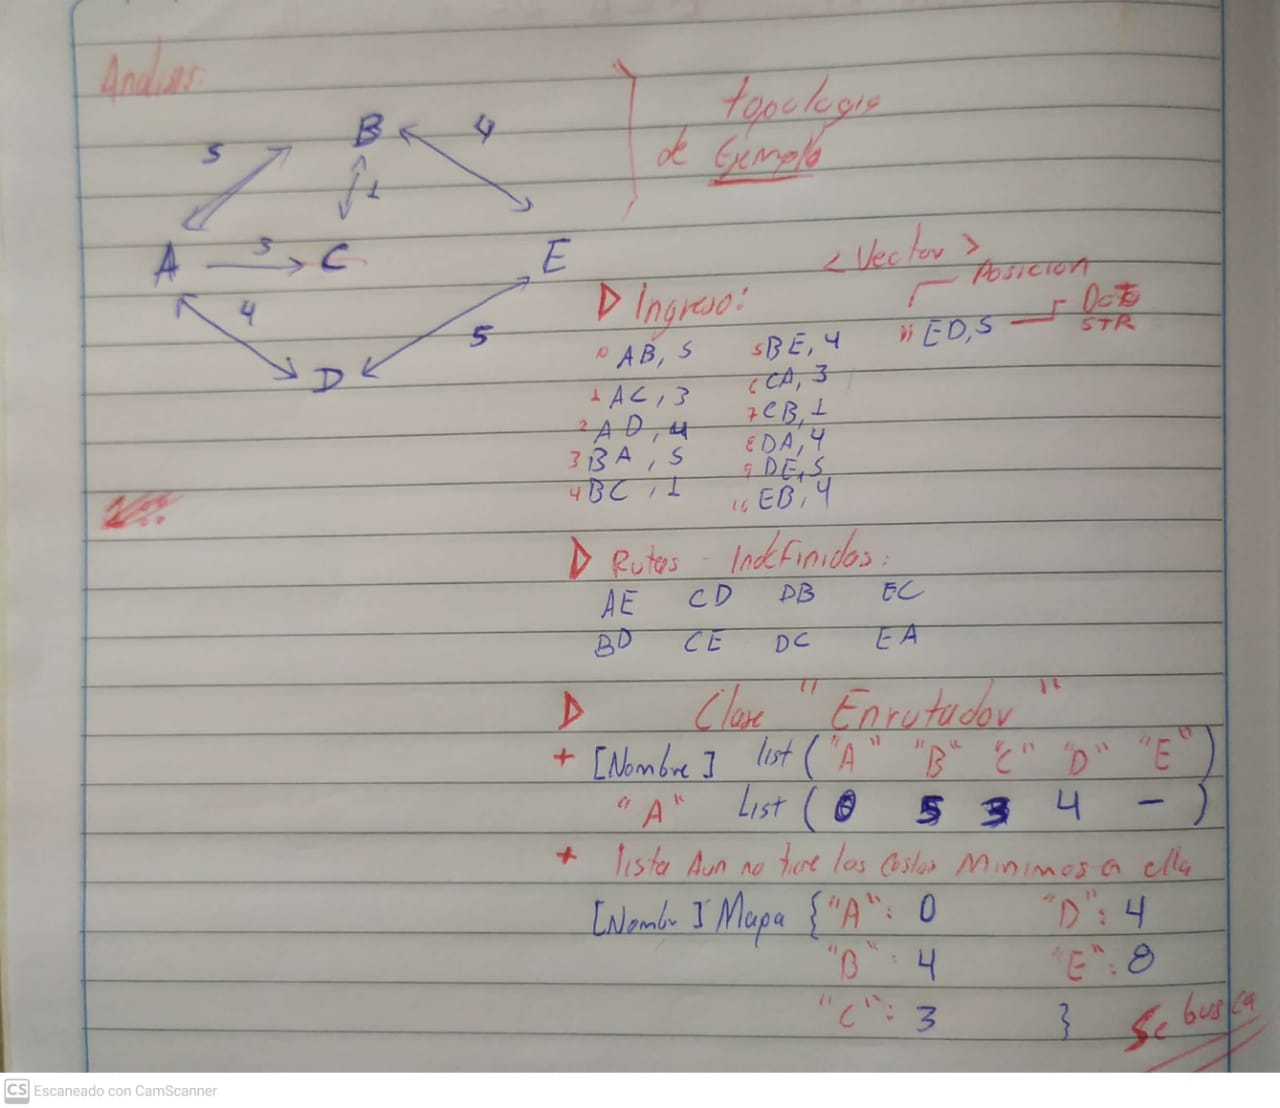 Analisis:
topologia
de Ejemplo
B
5
4
1
A
3
C
E
4
5
D
< Vector >
Posicion
D Ingreso:
Dato
STR
0 AB, 5
5 BE, 4
11 ED, 5
1 AC, 3
6 CA, 3
2 AD, 4
7 CB, 1
3 BA, 5
8 DA, 4
4 BC, 1
9 DE, 5
10 EB, 4
D Rutas - Indefinidas:
AE CD DB EC
BD CE DC EA
D Clase "Enrutador"
+ [Nombre] list ("A" "B" "C" "D" "E")
"A" List (0 5 3 4 -)
+ lista Aun no tiene los Costos Minimos a ella
[Nombr] Mapa {"A": 0 "D": 4
"B": 4 "E": 8
"C": 3 } Se busca
CS Escaneado con CamScanner